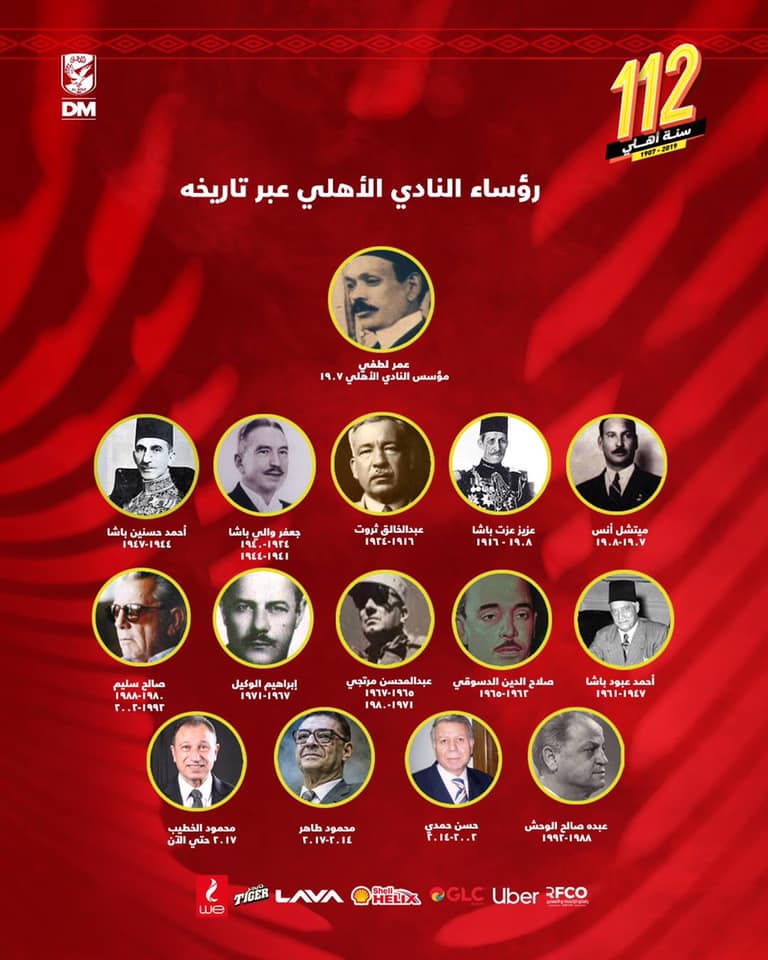 الاهلي
DM
112
سنة أهلي
1907 - 2019
رؤساء النادي الأهلي عبر تاريخه
عمر لطفي
مؤسس النادي الأهلي ١٩٠٧
ميتشل أنس
١٩٠٧-١٩٠٨
عزيز عزت باشا
١٩٠٨ - ١٩١٦
عبدالخالق ثروت
١٩١٦-١٩٢٤
جعفر والي باشا
١٩٢٤-١٩٤٠
١٩٤١-١٩٤٤
أحمد حسنين باشا
١٩٤٤-١٩٤٧
أحمد عبود باشا
١٩٤٧-١٩٦١
صلاح الدين الدسوقي
١٩٦٢-١٩٦٥
عبدالمحسن مرتجي
١٩٦٥-١٩٦٧
١٩٧١-١٩٨٠
إبراهيم الوكيل
١٩٦٧-١٩٧١
صالح سليم
١٩٨٠-١٩٨٨
١٩٩٢-٢٠٠٢
عبده صالح الوحش
١٩٨٨-١٩٩٢
حسن حمدي
٢٠٠٢-٢٠١٤
محمود طاهر
٢٠١٤-٢٠١٧
محمود الخطيب
٢٠١٧ حتي الآن
we
TIGER
LAVA
Shell
HELIX
GLC
Uber
RFCO